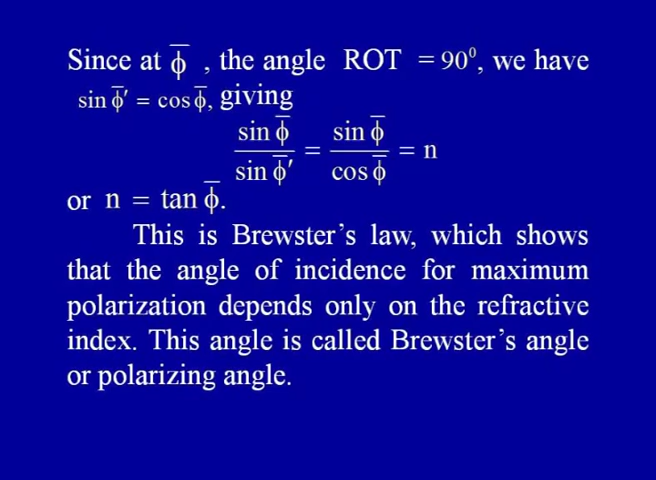 Since at ϕ̅ , the angle ROT = 90⁰, we have
sin ϕ̅′ = cos ϕ̅, giving
sin ϕ̅ / sin ϕ̅′ = sin ϕ̅ / cos ϕ̅ = n
or n = tan ϕ̅.
This is Brewster’s law, which shows
that the angle of incidence for maximum
polarization depends only on the refractive
index. This angle is called Brewster’s angle
or polarizing angle.